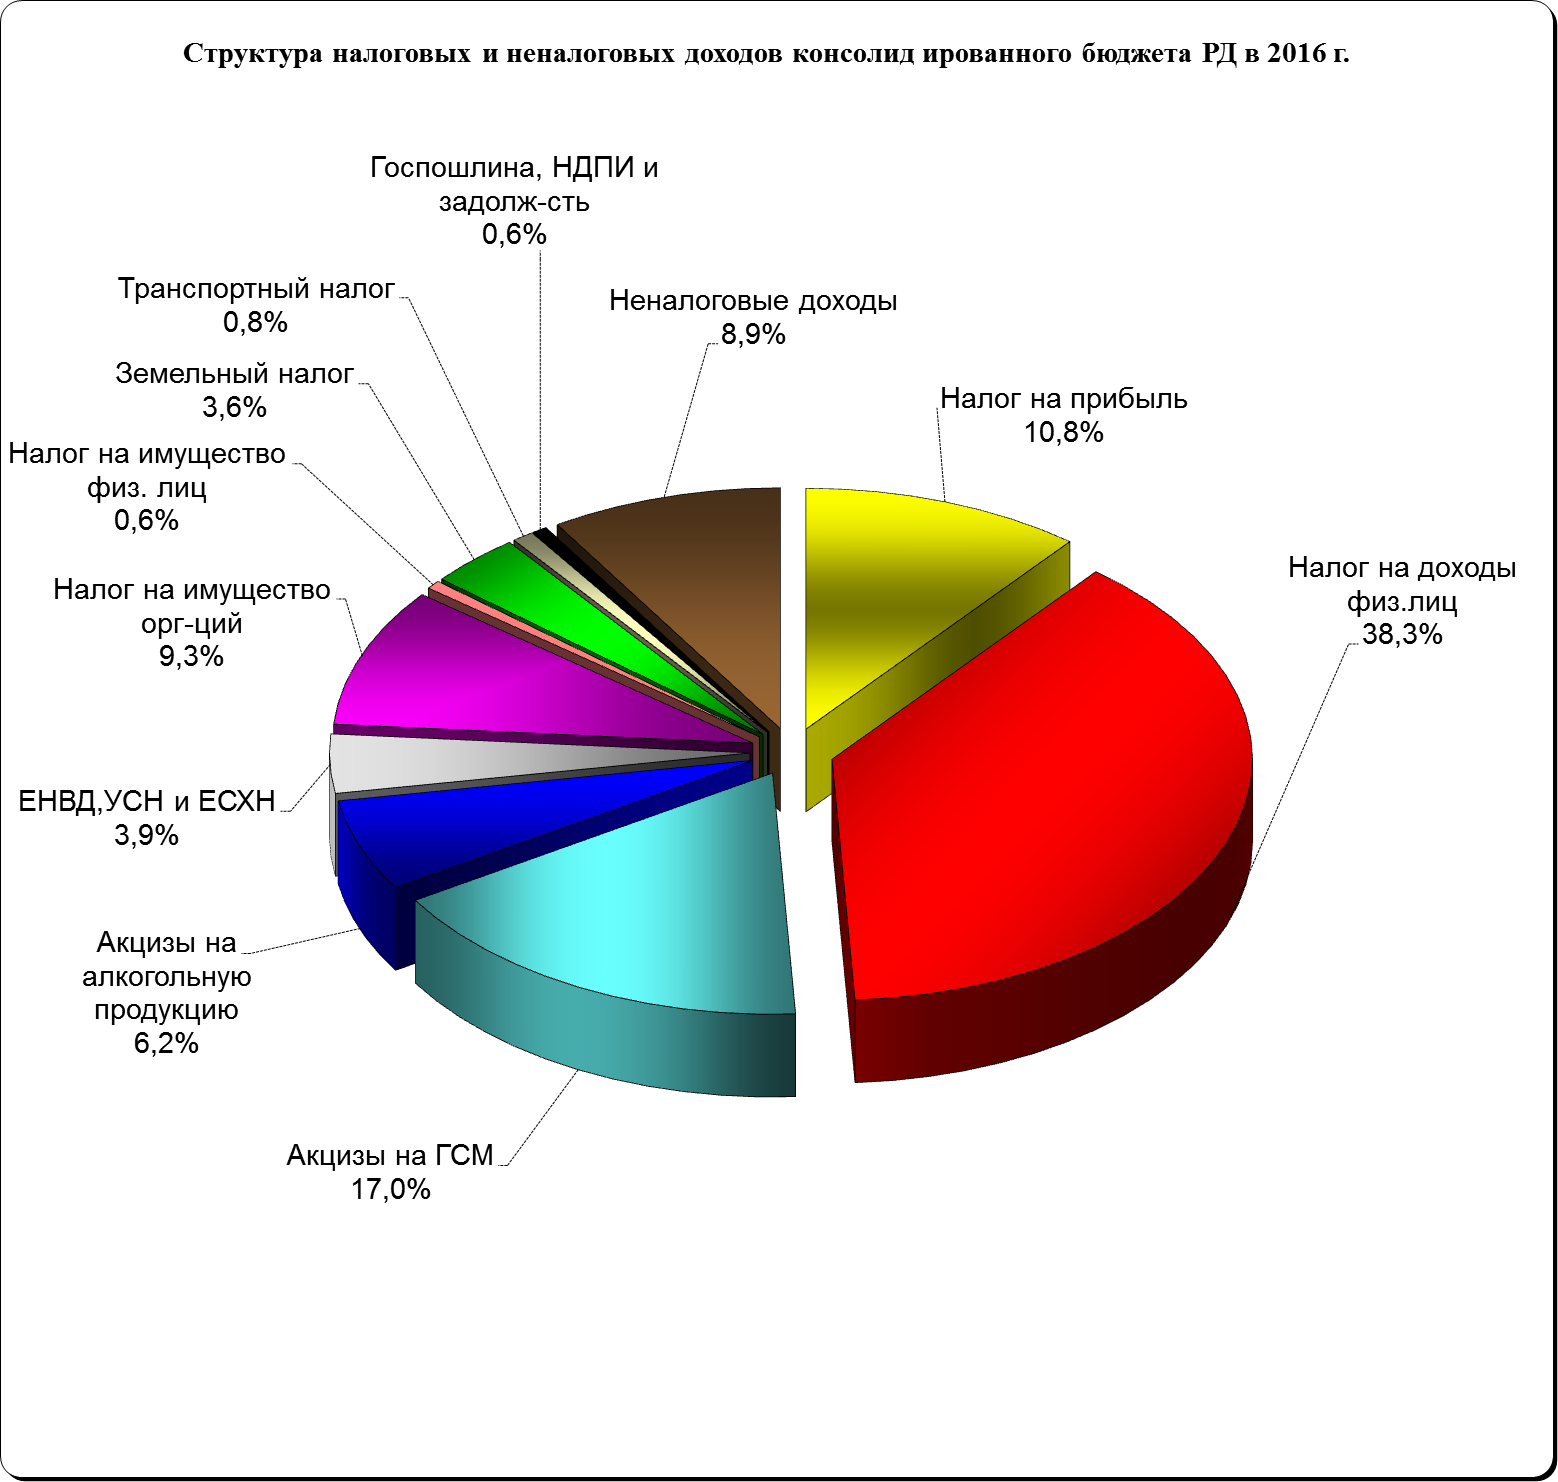 Структура налоговых и неналоговых доходов консолид ированного бюджета РД в 2016 г.
Госпошлина, НДПИ и
задолж-сть
0,6%
Транспортный налог
0,8%
Неналоговые доходы
8,9%
Земельный налог
3,6%
Налог на прибыль
10,8%
Налог на имущество
физ. лиц
0,6%
Налог на доходы
физ.лиц
38,3%
Налог на имущество
орг-ций
9,3%
ЕНВД,УСН и ЕСХН
3,9%
Акцизы на
алкогольную
продукцию
6,2%
Акцизы на ГСМ
17,0%